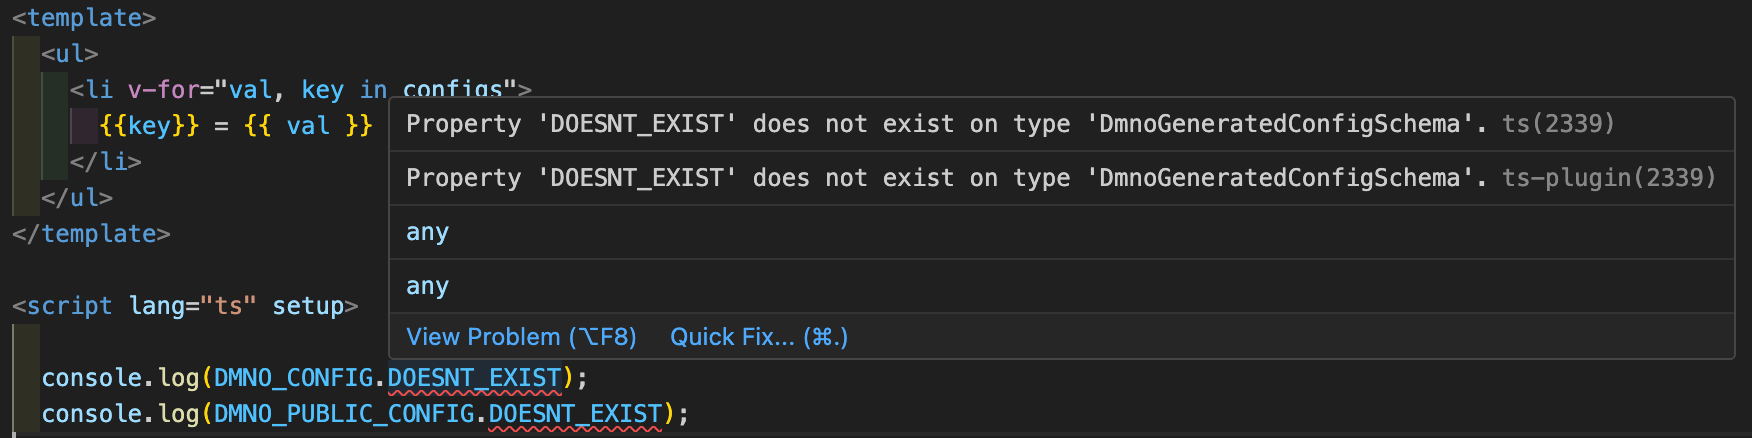 <template>
<ul>
<li v-for="val, key in configs">
{{key}} = {{ val }}
</li>
</ul>
</template>
Property 'DOESNT_EXIST' does not exist on type 'DmnoGeneratedConfigSchema'. ts(2339)
Property 'DOESNT_EXIST' does not exist on type 'DmnoGeneratedConfigSchema'. ts-plugin(2339)
any
any
View Problem (⌥F8) Quick Fix... (⌘.)
<script lang="ts" setup>
console.log(DMNO_CONFIG.DOESNT_EXIST);
console.log(DMNO_PUBLIC_CONFIG.DOESNT_EXIST);